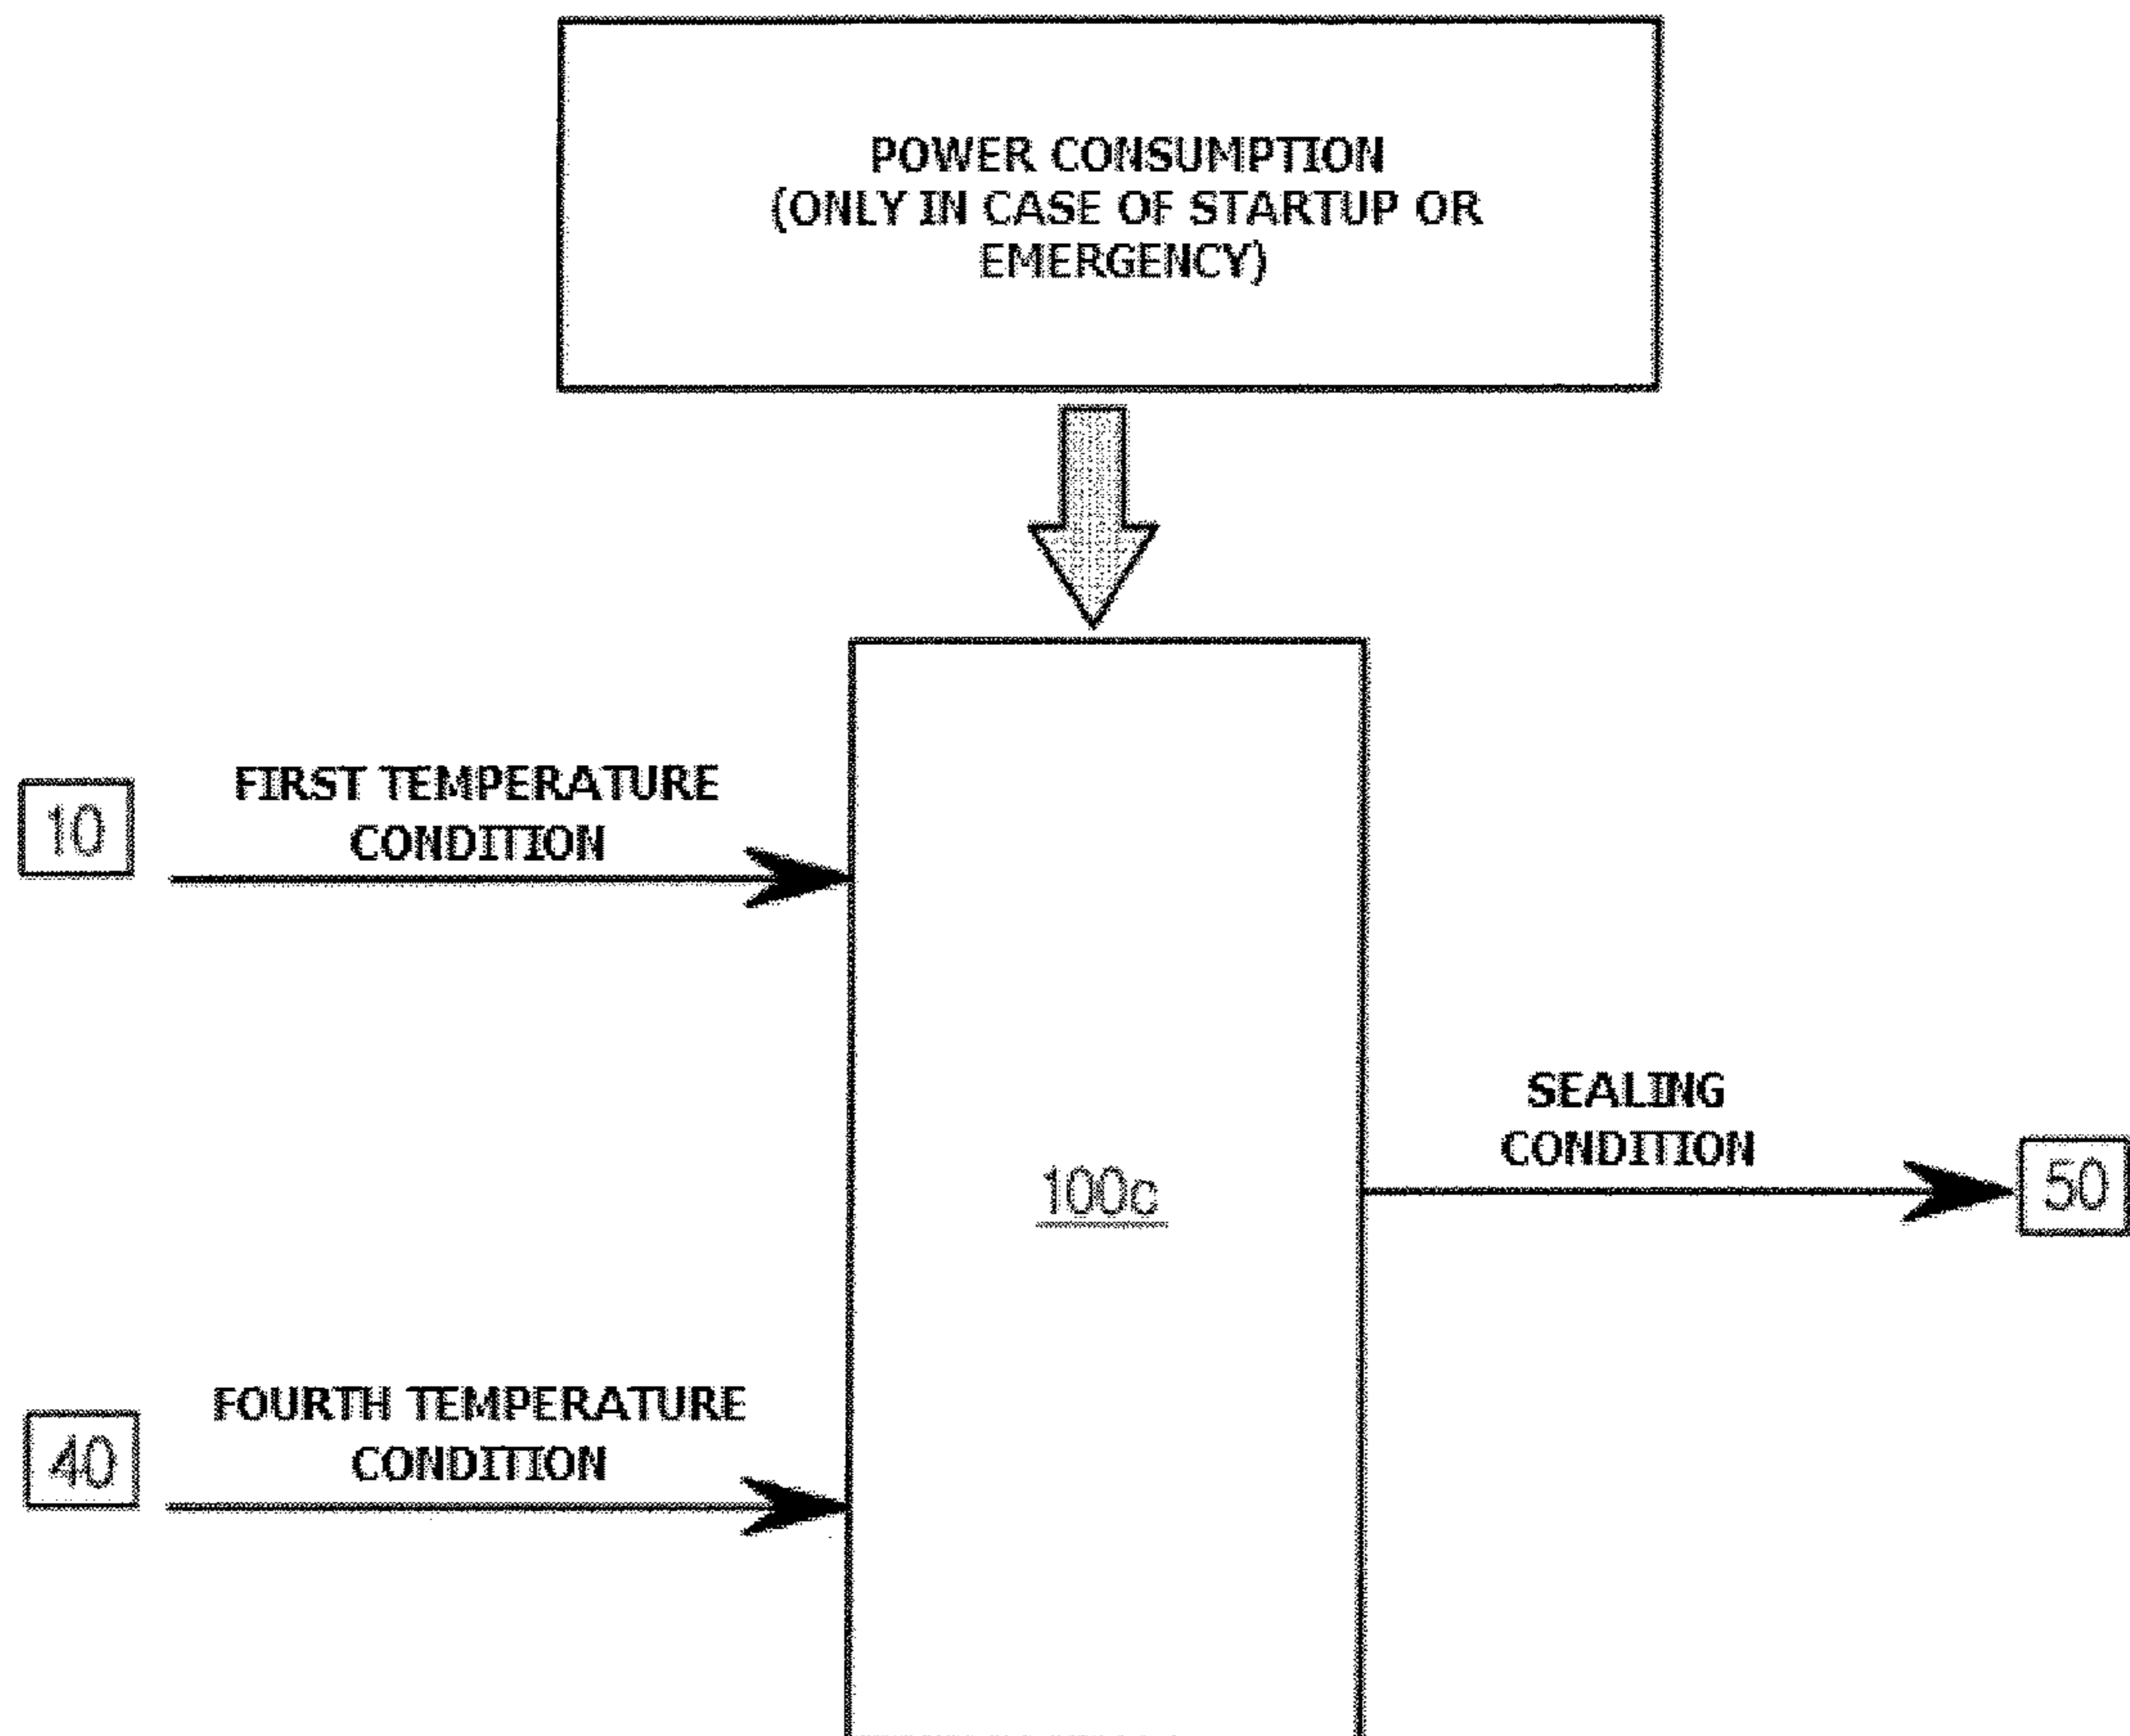 POWER CONSUMPTION
(ONLY IN CASE OF STARTUP OR
EMERGENCY)
FIRST TEMPERATURE
CONDITION
10
SEALING
CONDITION
100c
50
FOURTH TEMPERATURE
CONDITION
40